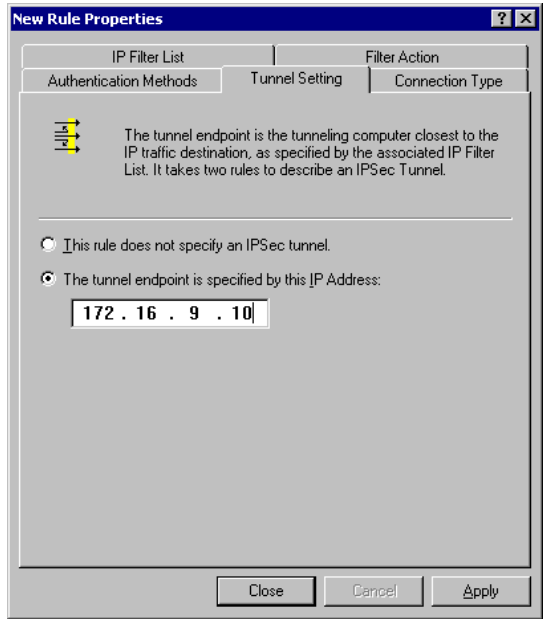 New Rule Properties
IP Filter List Filter Action
Authentication Methods Tunnel Setting Connection Type
The tunnel endpoint is the tunneling computer closest to the
IP traffic destination, as specified by the associated IP Filter
List. It takes two rules to describe an IPSec Tunnel.
This rule does not specify an IPSec tunnel.
The tunnel endpoint is specified by this IP Address:
172 . 16 . 9 . 10
Close Cancel Apply